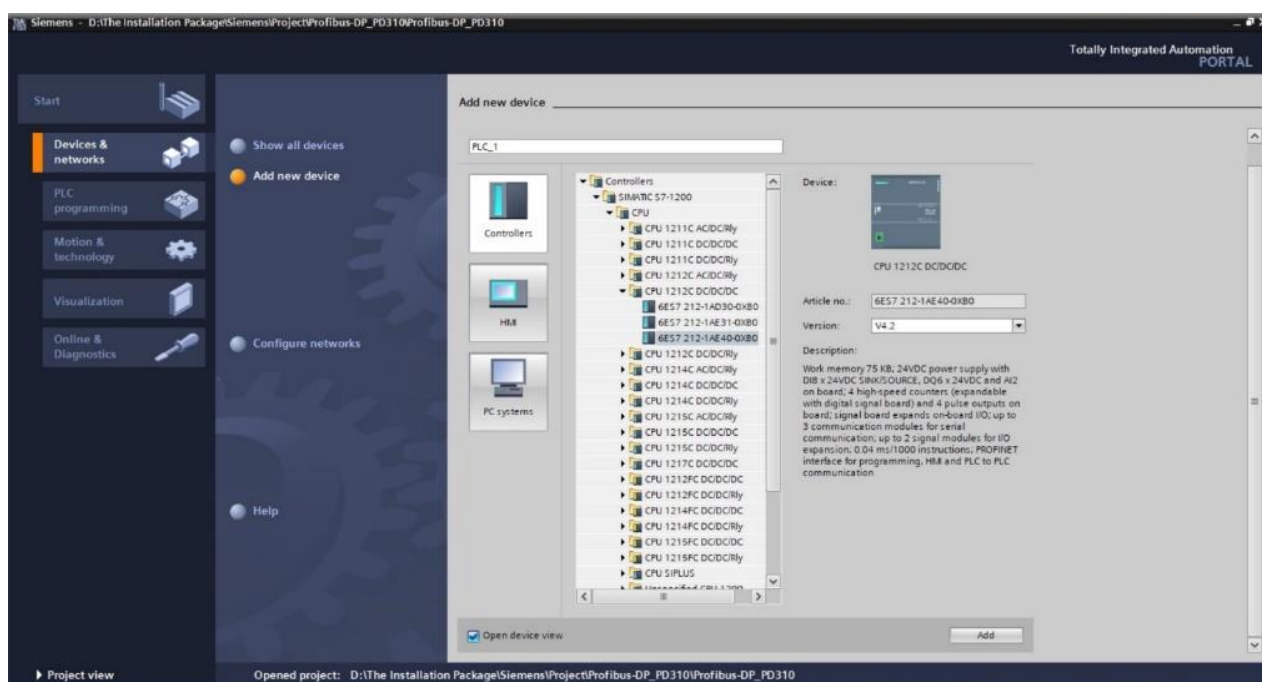 Siemens - D:\The Installation Package\Siemens\Project\Profibus-DP_PD310\Profibus-DP_PD310
Totally Integrated Automation
PORTAL
Start
Devices &
networks
PLC
programming
Motion &
technology
Visualization
Online &
Diagnostics
Show all devices
Add new device
Configure networks
Help
Add new device
PLC_1
Controllers
HMI
PC systems
Controllers
SIMATIC S7-1200
CPU
CPU 1211C AC/DC/Rly
CPU 1211C DC/DC/DC
CPU 1211C DC/DC/Rly
CPU 1212C AC/DC/Rly
CPU 1212C DC/DC/DC
6ES7 212-1AD30-0XB0
6ES7 212-1AE31-0XB0
6ES7 212-1AE40-0XB0
CPU 1212C DC/DC/Rly
CPU 1214C AC/DC/Rly
CPU 1214C DC/DC/DC
CPU 1214C DC/DC/Rly
CPU 1215C AC/DC/Rly
CPU 1215C DC/DC/DC
CPU 1215C DC/DC/Rly
CPU 1217C DC/DC/DC
CPU 1212FC DC/DC/DC
CPU 1212FC DC/DC/Rly
CPU 1214FC DC/DC/DC
CPU 1214FC DC/DC/Rly
CPU 1215FC DC/DC/DC
CPU 1215FC DC/DC/Rly
CPU SIPLUS
Unspecified CPU 1200
Device:
CPU 1212C DC/DC/DC
Article no.: 6ES7 212-1AE40-0XB0
Version: V4.2
Description:
Work memory 75 KB; 24VDC power supply with
DI8 x 24VDC SINK/SOURCE, DQ6 x 24VDC and AI2
on board; 4 high-speed counters (expandable
with digital signal board) and 4 pulse outputs on
board; signal board expands on-board I/O; up to
3 communication modules for serial
communication; up to 2 signal modules for I/O
expansion; 0.04 ms/1000 instructions; PROFINET
interface for programming, HMI and PLC to PLC
communication
Open device view
Add
Project view
Opened project: D:\The Installation Package\Siemens\Project\Profibus-DP_PD310\Profibus-DP_PD310